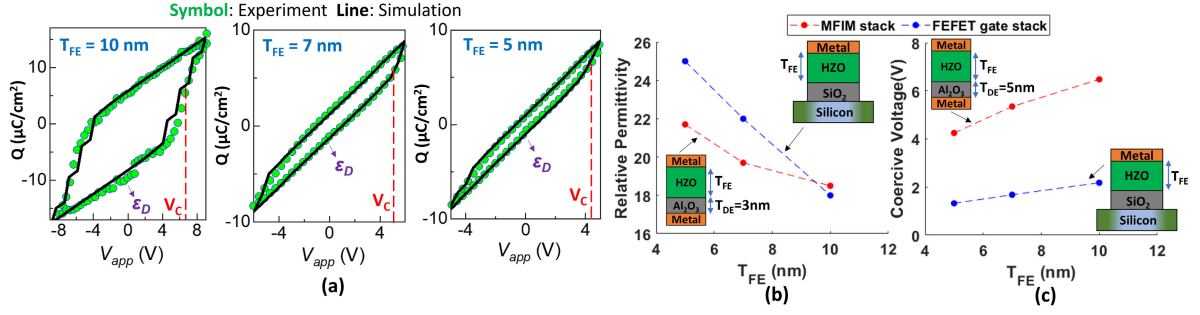 Symbol: Experiment Line: Simulation
T_FE = 10 nm
Q (μC/cm²)
10
0
-10
-8 -4 0 4 8
V_app (V)
ε_D
V_C
T_FE = 7 nm
Q (μC/cm²)
10
0
-10
-4 0 4
V_app (V)
ε_D
V_C
T_FE = 5 nm
Q (μC/cm²)
10
0
-10
-4 0 4
V_app (V)
ε_D
V_C
(a)
MFIM stack FEFET gate stack
Relative Permittivity
26
24
22
20
18
16
4 6 8 10 12
T_FE (nm)
Metal
HZO
SiO₂
Silicon
T_FE
Metal
HZO
Al₂O₃
Metal
T_FE
T_DE=3nm
(b)
Coercive Voltage(V)
8
6
4
2
0
4 6 8 10 12
T_FE (nm)
Metal
HZO
Al₂O₃
Metal
T_FE
T_DE=5nm
Metal
HZO
SiO₂
Silicon
T_FE
(c)